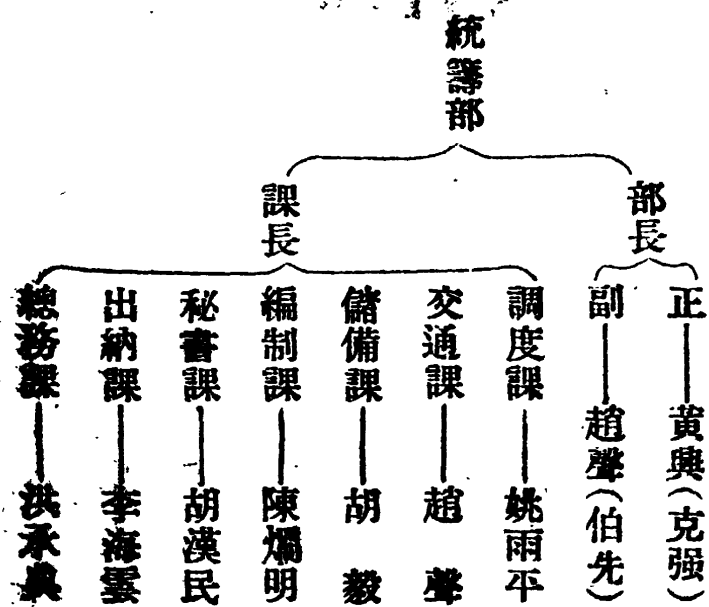 統籌部
部長
正
黃興(克强)
副
趙聲(伯先)
課長
調度課
姚雨平
交通課
趙聲
儲備課
胡毅
編制課
陳爓明
秘書課
胡漢民
出納課
李海雲
總務課
洪承典